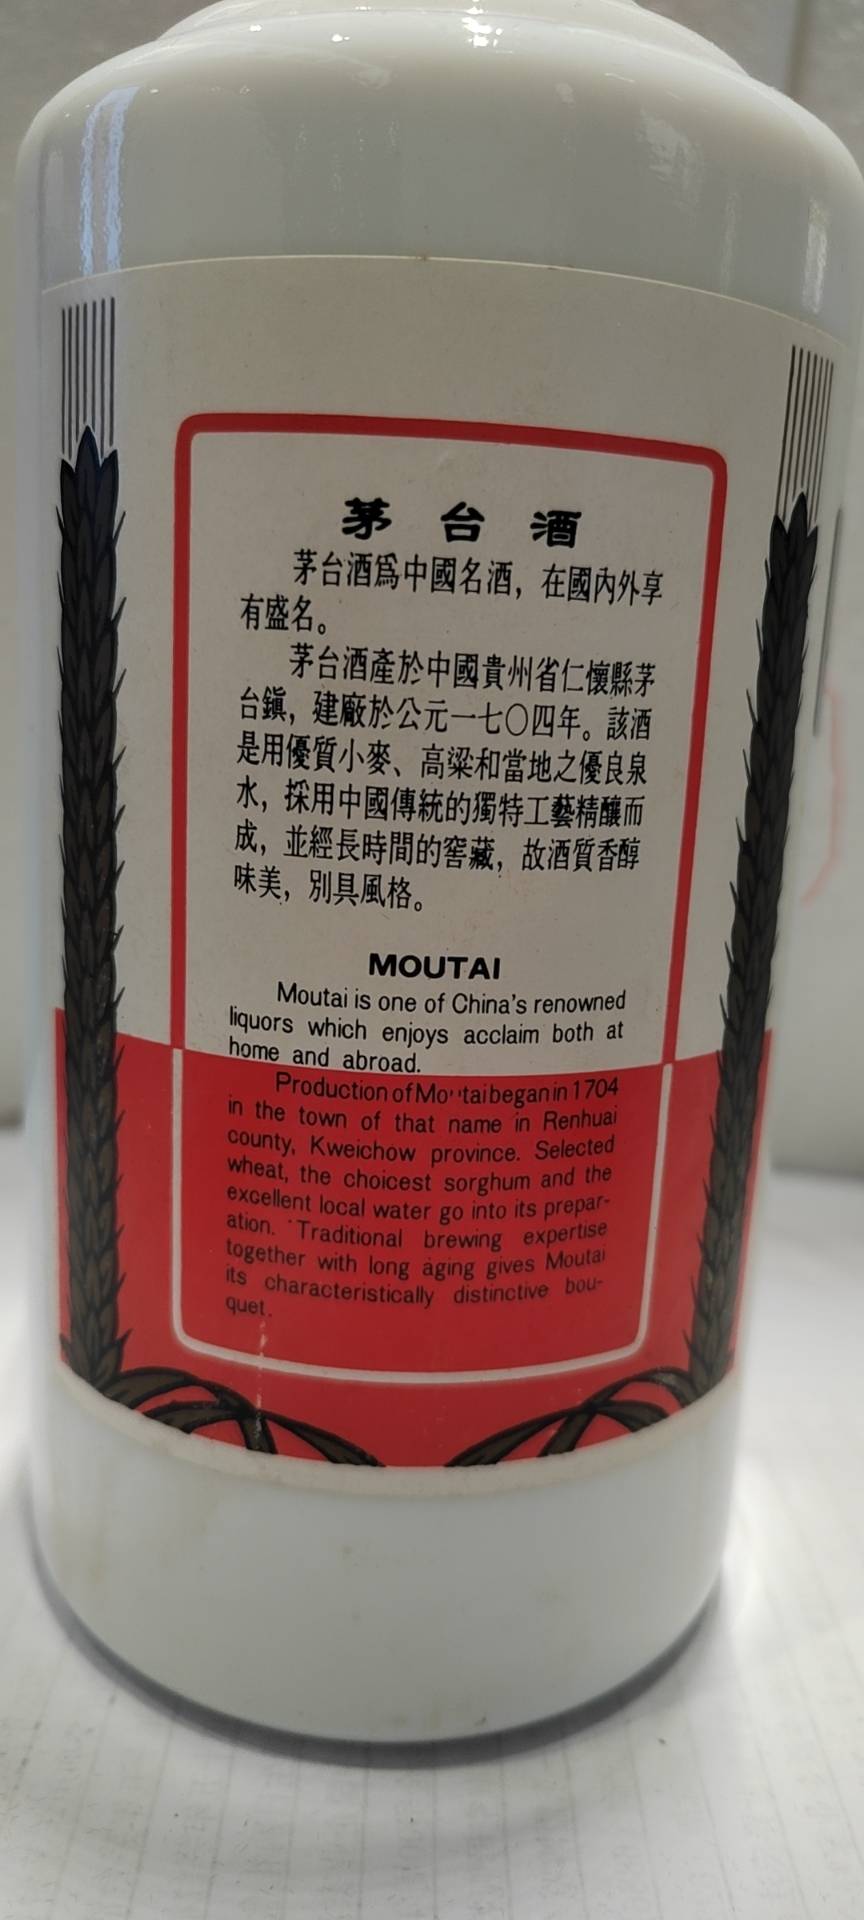 茅台酒
茅台酒爲中國名酒，在國內外享
有盛名。
茅台酒產於中國貴州省仁懷縣茅
台鎮，建廠於公元一七〇四年。該酒
是用優質小麥、高粱和當地之優良泉
水，採用中國傳統的獨特工藝精釀而
成，並經長時間的窖藏，故酒質香醇
味美，別具風格。
MOUTAI
Moutai is one of China's renowned
liquors which enjoys acclaim both at
home and abroad.
Production of Moutai began in 1704
in the town of that name in Renhuai
county, Kweichow province. Selected
wheat, the choicest sorghum and the
excellent local water go into its prepar-
ation. Traditional brewing expertise
together with long aging gives Moutai
its characteristically distinctive bou-
quet.